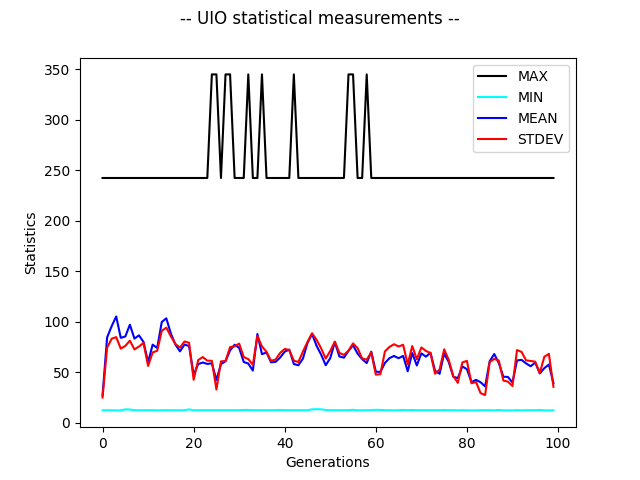 -- UIO statistical measurements --
350
300
250
200
150
100
50
0
Statistics
MAX
MIN
MEAN
STDEV
0 20 40 60 80 100
Generations